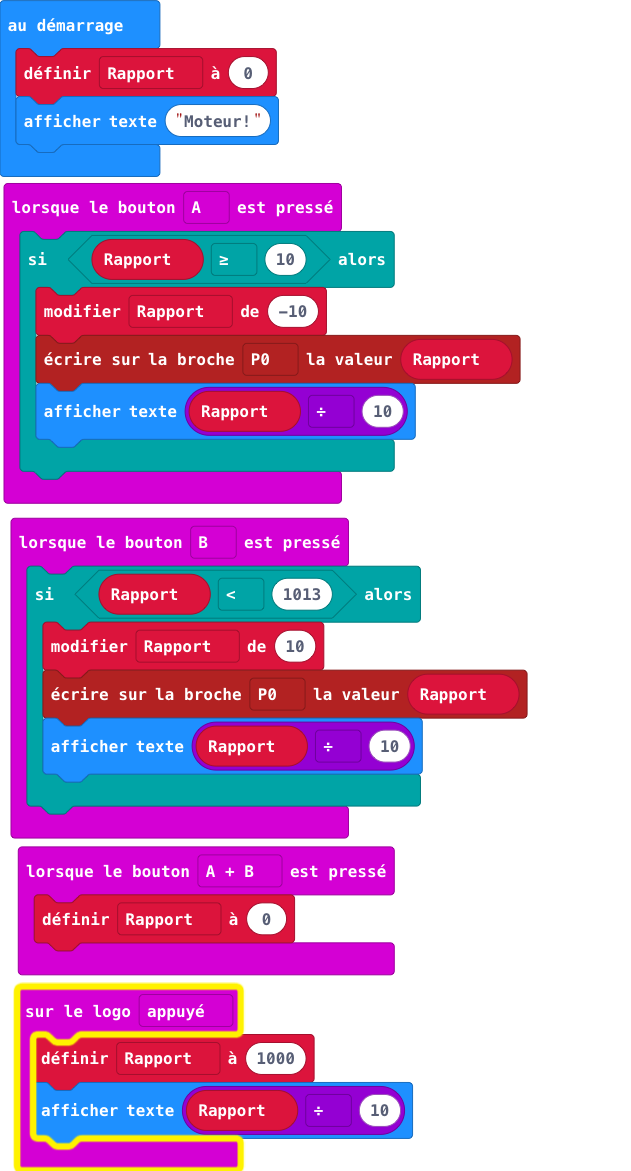 au démarrage
définir Rapport à 0
afficher texte "Moteur!"
lorsque le bouton A est pressé
si Rapport ≥ 10 alors
modifier Rapport de −10
écrire sur la broche P0 la valeur Rapport
afficher texte Rapport ÷ 10
lorsque le bouton B est pressé
si Rapport < 1013 alors
modifier Rapport de 10
écrire sur la broche P0 la valeur Rapport
afficher texte Rapport ÷ 10
lorsque le bouton A + B est pressé
définir Rapport à 0
sur le logo appuyé
définir Rapport à 1000
afficher texte Rapport ÷ 10